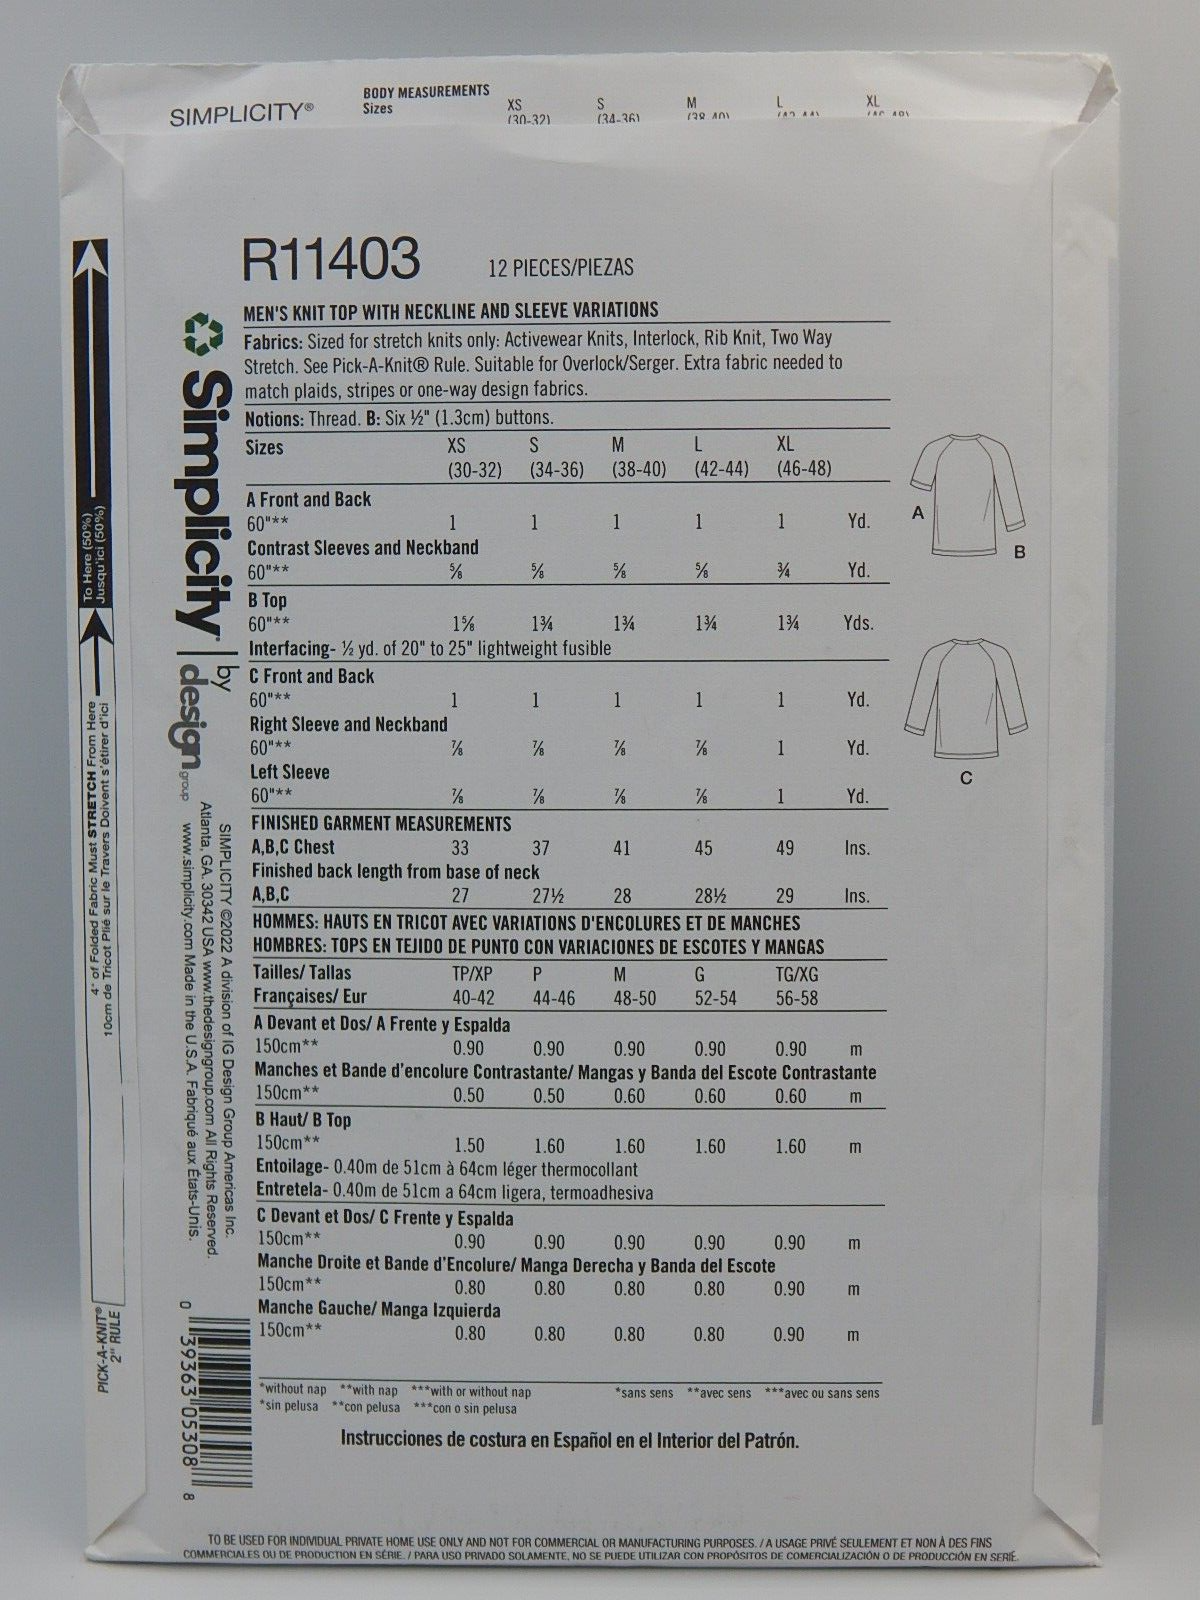 SIMPLICITY® BODY MEASUREMENTS
Sizes XS S M L XL
(30-32) (34-36) (38-40) (42-44) (46-48)
R11403 12 PIECES/PIEZAS
MEN'S KNIT TOP WITH NECKLINE AND SLEEVE VARIATIONS
Fabrics: Sized for stretch knits only: Activewear Knits, Interlock, Rib Knit, Two Way
Stretch. See Pick-A-Knit® Rule. Suitable for Overlock/Serger. Extra fabric needed to
match plaids, stripes or one-way design fabrics.
Notions: Thread. B: Six ½" (1.3cm) buttons.
Sizes XS S M L XL
(30-32) (34-36) (38-40) (42-44) (46-48)
A Front and Back
60"** 1 1 1 1 1 Yd.
Contrast Sleeves and Neckband
60"** ⅝ ⅝ ⅝ ⅝ ¾ Yd.
B Top
60"** 1⅝ 1¾ 1¾ 1¾ 1¾ Yds.
Interfacing- ½ yd. of 20" to 25" lightweight fusible
C Front and Back
60"** 1 1 1 1 1 Yd.
Right Sleeve and Neckband
60"** ⅞ ⅞ ⅞ ⅞ 1 Yd.
Left Sleeve
60"** ⅞ ⅞ ⅞ ⅞ 1 Yd.
FINISHED GARMENT MEASUREMENTS
A,B,C Chest 33 37 41 45 49 Ins.
Finished back length from base of neck
A,B,C 27 27½ 28 28½ 29 Ins.
HOMMES: HAUTS EN TRICOT AVEC VARIATIONS D'ENCOLURES ET DE MANCHES
HOMBRES: TOPS EN TEJIDO DE PUNTO CON VARIACIONES DE ESCOTES Y MANGAS
Tailles/ Tallas TP/XP P M G TG/XG
Françaises/ Eur 40-42 44-46 48-50 52-54 56-58
A Devant et Dos/ A Frente y Espalda
150cm** 0.90 0.90 0.90 0.90 0.90 m
Manches et Bande d'encolure Contrastante/ Mangas y Banda del Escote Contrastante
150cm** 0.50 0.50 0.60 0.60 0.60 m
B Haut/ B Top
150cm** 1.50 1.60 1.60 1.60 1.60 m
Entoilage- 0.40m de 51cm à 64cm léger thermocollant
Entretela- 0.40m de 51cm a 64cm ligera, termoadhesiva
C Devant et Dos/ C Frente y Espalda
150cm** 0.90 0.90 0.90 0.90 0.90 m
Manche Droite et Bande d'Encolure/ Manga Derecha y Banda del Escote
150cm** 0.80 0.80 0.80 0.80 0.90 m
Manche Gauche/ Manga Izquierda
150cm** 0.80 0.80 0.80 0.80 0.90 m
*without nap **with nap ***with or without nap *sans sens **avec sens ***avec ou sans sens
*sin pelusa **con pelusa ***con o sin pelusa
Instrucciones de costura en Español en el Interior del Patrón.
A
B
C
Simplicity® by
design group
SIMPLICITY ©2022 A division of IG Design Group Americas Inc.
Atlanta, GA. 30342 USA www.thedesigngroup.com All Rights Reserved.
www.simplicity.com Made in the U.S.A. Fabriqué aux États-Unis.
0 39363 05308 8
To Here (50%)
Jusqu'ici (50%)
4" of Folded Fabric Must STRETCH From Here
10cm de Tricot Plié sur le Travers Doivent s'étirer d'ici
PICK-A-KNIT®
2" RULE
TO BE USED FOR INDIVIDUAL PRIVATE HOME USE ONLY AND NOT FOR COMMERCIAL OR MANUFACTURING PURPOSES. / A USAGE PRIVÉ SEULEMENT ET NON À DES FINS
COMMERCIALES OU DE PRODUCTION EN SÉRIE. / PARA USO PRIVADO SOLAMENTE, NO SE PUEDE UTILIZAR CON PROPÓSITOS DE COMERCIALIZACIÓN O DE PRODUCCIÓN EN SERIE.